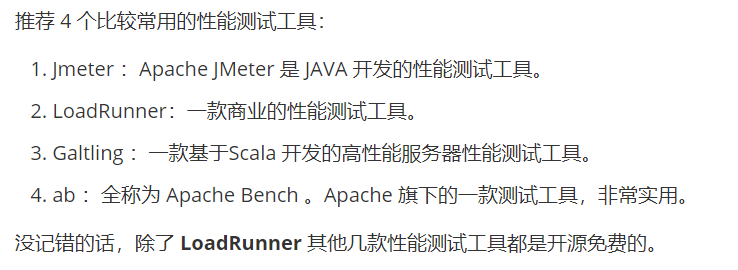 推荐 4 个比较常用的性能测试工具：
1. Jmeter ：Apache JMeter 是 JAVA 开发的性能测试工具。
2. LoadRunner：一款商业的性能测试工具。
3. Galtling ：一款基于Scala 开发的高性能服务器性能测试工具。
4. ab ：全称为 Apache Bench 。Apache 旗下的一款测试工具，非常实用。
没记错的话，除了 LoadRunner 其他几款性能测试工具都是开源免费的。